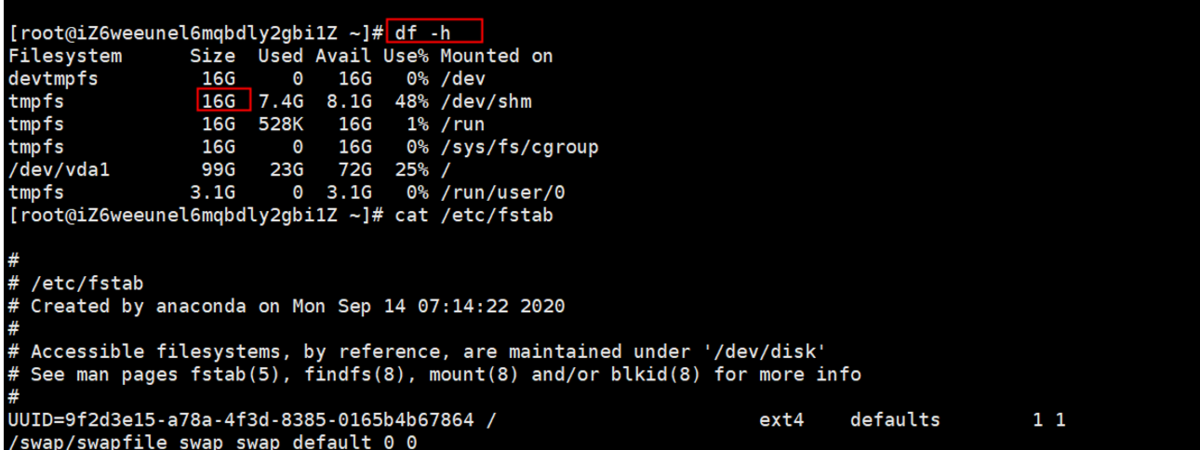 [root@iZ6weeunel6mqbdly2gbi1Z ~]# df -h
Filesystem      Size  Used Avail Use% Mounted on
devtmpfs         16G     0   16G   0% /dev
tmpfs            16G  7.4G  8.1G  48% /dev/shm
tmpfs            16G  528K   16G   1% /run
tmpfs            16G     0   16G   0% /sys/fs/cgroup
/dev/vda1        99G   23G   72G  25% /
tmpfs           3.1G     0  3.1G   0% /run/user/0
[root@iZ6weeunel6mqbdly2gbi1Z ~]# cat /etc/fstab
#
# /etc/fstab
# Created by anaconda on Mon Sep 14 07:14:22 2020
#
# Accessible filesystems, by reference, are maintained under '/dev/disk'
# See man pages fstab(5), findfs(8), mount(8) and/or blkid(8) for more info
#
UUID=9f2d3e15-a78a-4f3d-8385-0165b4b67864 /                       ext4    defaults        1 1
/swap/swapfile swap swap default 0 0